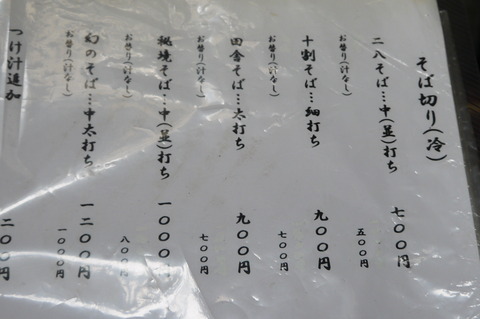 そば切り(冷)
二八そば…中(並)打ち 七〇〇円
お替り(汁なし) 五〇〇円
十割そば…細打ち 九〇〇円
お替り(汁なし) 七〇〇円
田舎そば…太打ち 九〇〇円
お替り(汁なし) 七〇〇円
秘境そば…中(並)打ち 一〇〇〇円
お替り(汁なし) 八〇〇円
幻のそば…中太打ち 一二〇〇円
お替り(汁なし) 一〇〇〇円
つけ汁追加 二〇〇円